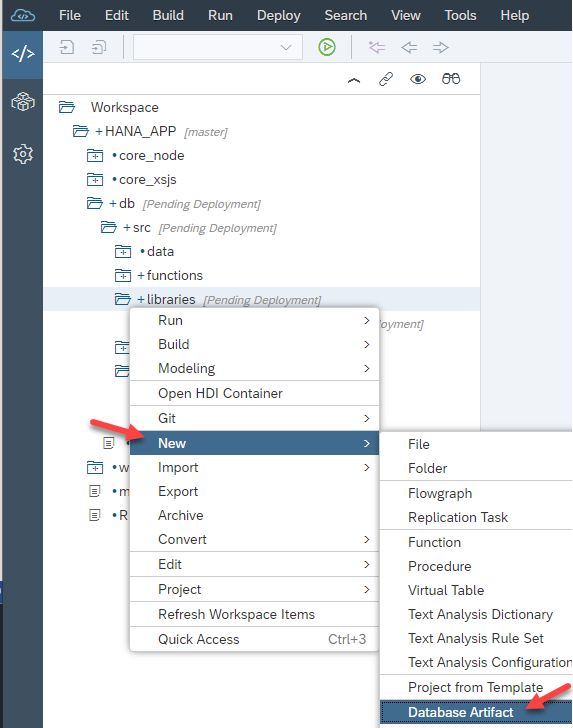 File Edit Build Run Deploy Search View Tools Help
Workspace
+HANA_APP [master]
•core_node
•core_xsjs
+db [Pending Deployment]
+src [Pending Deployment]
•data
+functions
+libraries [Pending Deployment]
Run
Build
Modeling
Open HDI Container
Git
New
Import
Export
Archive
Convert
Edit
Project
Refresh Workspace Items
Quick Access Ctrl+3
File
Folder
Flowgraph
Replication Task
Function
Procedure
Virtual Table
Text Analysis Dictionary
Text Analysis Rule Set
Text Analysis Configuration
Project from Template
Database Artifact